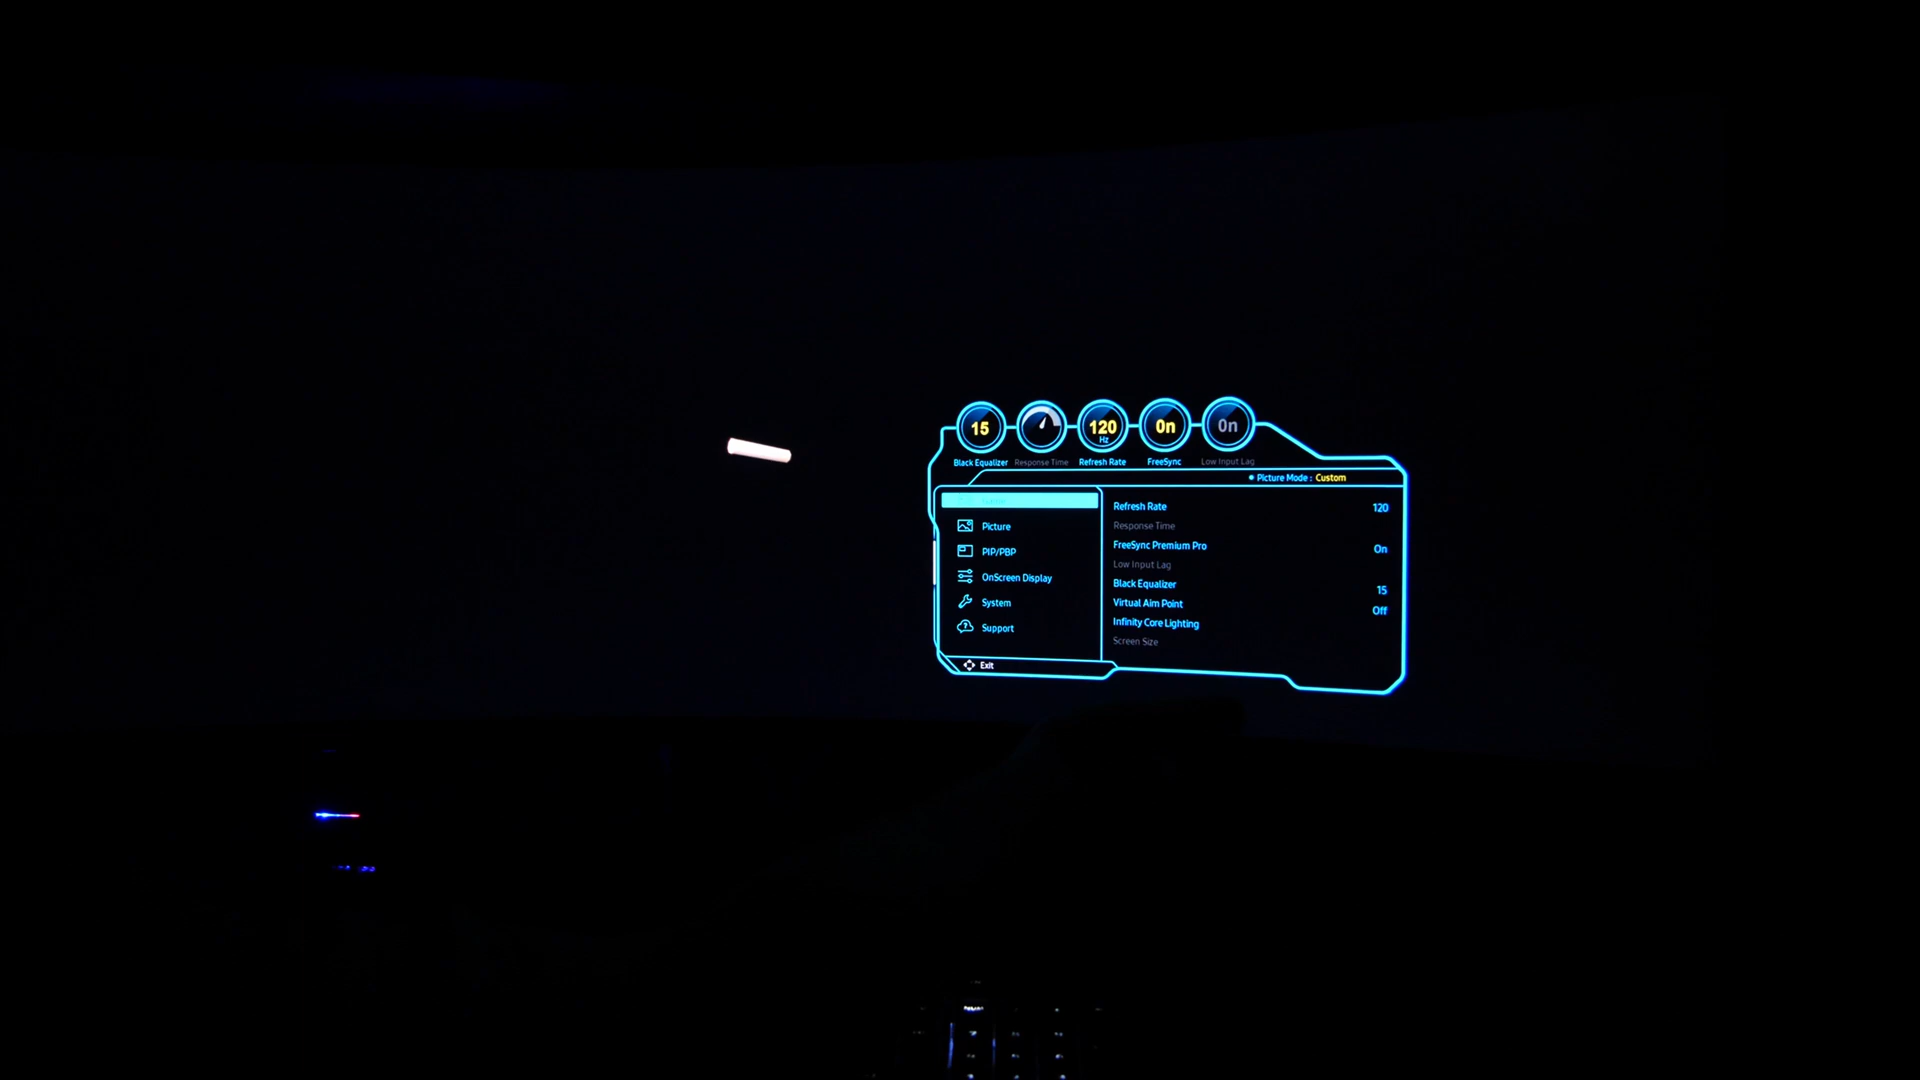 15
120
Hz
0n
0n
Black Equalizer
Response Time
Refresh Rate
FreeSync
Low Input Lag
Picture Mode : Custom
Picture
PIP/PBP
OnScreen Display
System
Support
Exit
Refresh Rate 120
Response Time
FreeSync Premium Pro On
Low Input Lag
Black Equalizer 15
Virtual Aim Point Off
Infinity Core Lighting
Screen Size